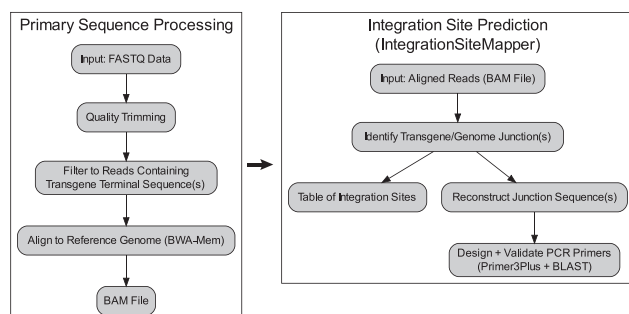 Primary Sequence Processing
Input: FASTQ Data
Quality Trimming
Filter to Reads Containing
Transgene Terminal Sequence(s)
Align to Reference Genome (BWA-Mem)
BAM File
Integration Site Prediction
(IntegrationSiteMapper)
Input: Aligned Reads (BAM File)
Identify Transgene/Genome Junction(s)
Table of Integration Sites
Reconstruct Junction Sequence(s)
Design + Validate PCR Primers
(Primer3Plus + BLAST)